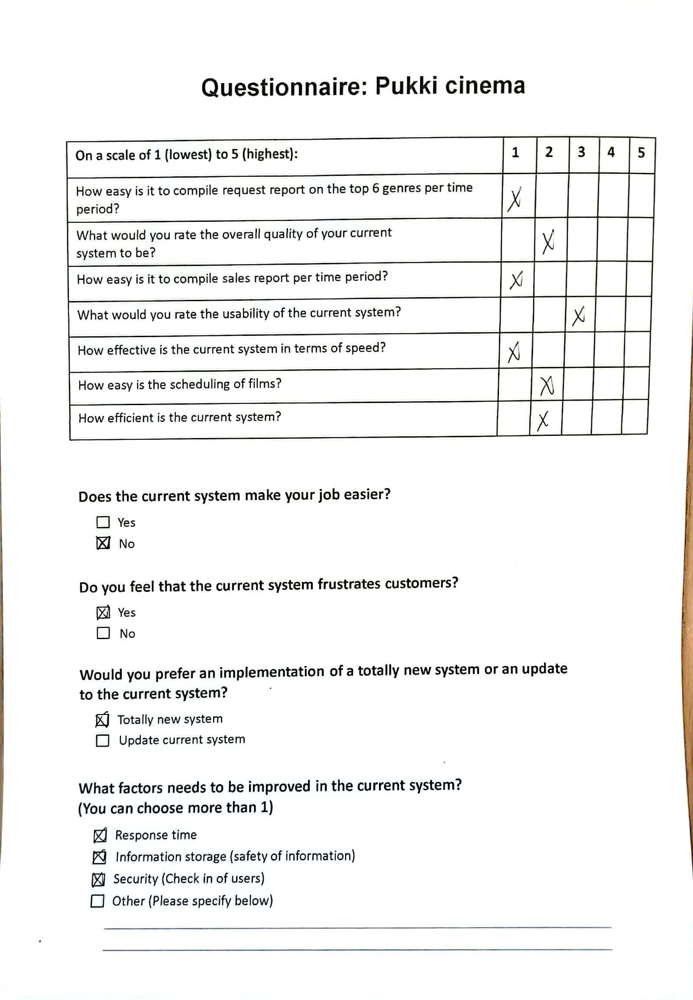 Questionnaire: Pukki cinema
On a scale of 1 (lowest) to 5 (highest): 1 2 3 4 5
How easy is it to compile request report on the top 6 genres per time
period? X
What would you rate the overall quality of your current
system to be? X
How easy is it to compile sales report per time period? X
What would you rate the usability of the current system? X
How effective is the current system in terms of speed? X
How easy is the scheduling of films? X
How efficient is the current system? X
Does the current system make your job easier?
☐ Yes
☒ No
Do you feel that the current system frustrates customers?
☒ Yes
☐ No
Would you prefer an implementation of a totally new system or an update
to the current system?
☒ Totally new system
☐ Update current system
What factors needs to be improved in the current system?
(You can choose more than 1)
☒ Response time
☒ Information storage (safety of information)
☒ Security (Check in of users)
☐ Other (Please specify below)